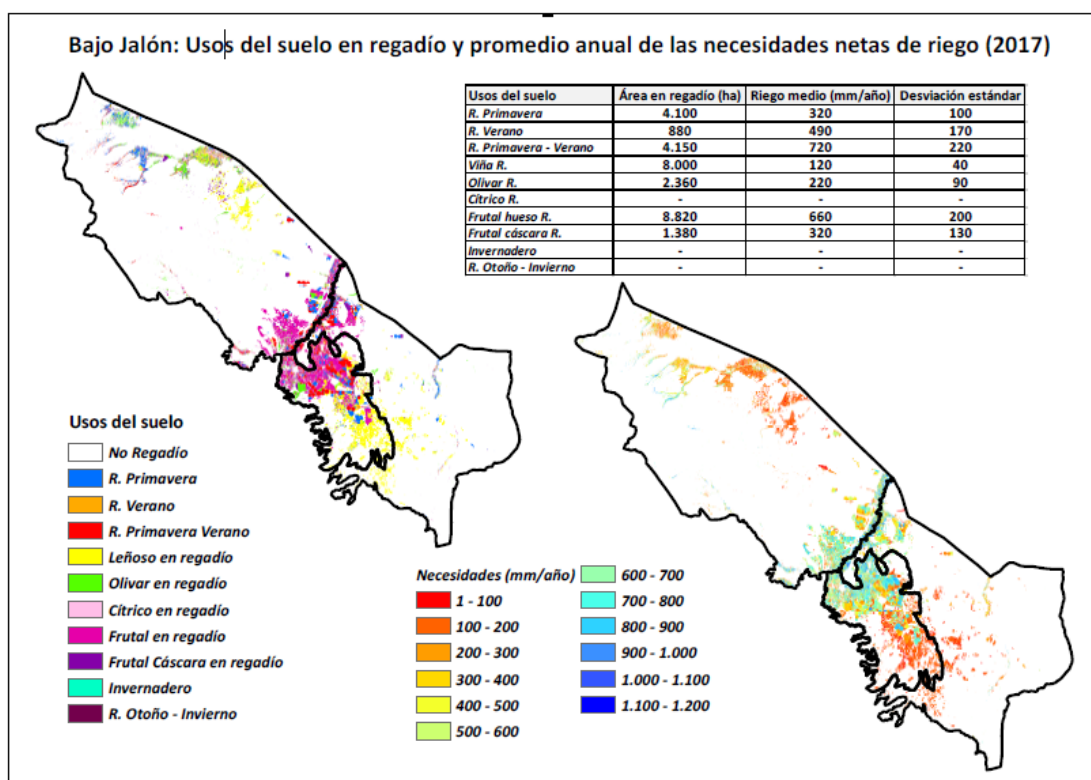 Bajo Jalón: Usos del suelo en regadío y promedio anual de las necesidades netas de riego (2017)
Usos del suelo Área en regadío (ha) Riego medio (mm/año) Desviación estándar
R. Primavera 4.100 320 100
R. Verano 880 490 170
R. Primavera - Verano 4.150 720 220
Viña R. 8.000 120 40
Olivar R. 2.360 220 90
Cítrico R. - - -
Frutal hueso R. 8.820 660 200
Frutal cáscara R. 1.380 320 130
Invernadero - - -
R. Otoño - Invierno - - -
Usos del suelo
No Regadío
R. Primavera
R. Verano
R. Primavera Verano
Leñoso en regadío
Olivar en regadío
Cítrico en regadío
Frutal en regadío
Frutal Cáscara en regadío
Invernadero
R. Otoño - Invierno
Necesidades (mm/año)
1 - 100
100 - 200
200 - 300
300 - 400
400 - 500
500 - 600
600 - 700
700 - 800
800 - 900
900 - 1.000
1.000 - 1.100
1.100 - 1.200